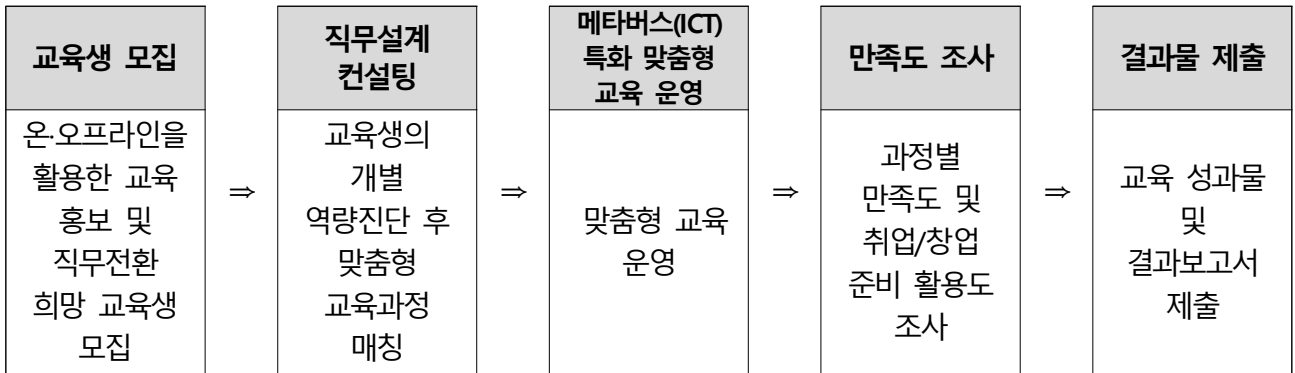 교육생 모집
온·오프라인을
활용한 교육
홍보 및
직무전환
희망 교육생
모집
⇒
직무설계
컨설팅
교육생의
개별
역량진단 후
맞춤형
교육과정
매칭
⇒
메타버스(ICT)
특화 맞춤형
교육 운영
맞춤형 교육
운영
⇒
만족도 조사
과정별
만족도 및
취업/창업
준비 활용도
조사
⇒
결과물 제출
교육 성과물
및
결과보고서
제출